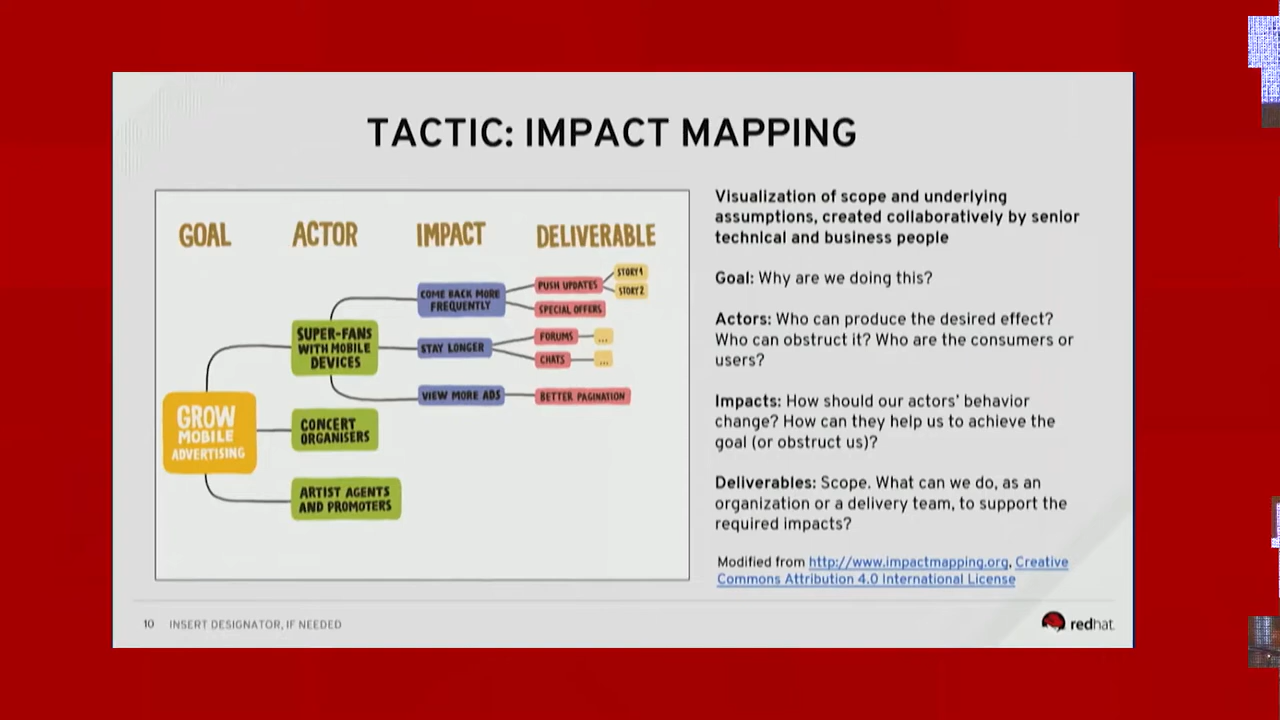 TACTIC: IMPACT MAPPING
GOAL
ACTOR
IMPACT
DELIVERABLE
GROW
MOBILE
ADVERTISING
SUPER-FANS
WITH MOBILE
DEVICES
CONCERT
ORGANISERS
ARTIST AGENTS
AND PROMOTERS
COME BACK MORE
FREQUENTLY
STAY LONGER
VIEW MORE ADS
PUSH UPDATES
SPECIAL OFFERS
FORUMS
CHATS
BETTER PAGINATION
STORY 1
STORY 2
...
...
Visualization of scope and underlying
assumptions, created collaboratively by senior
technical and business people
Goal: Why are we doing this?
Actors: Who can produce the desired effect?
Who can obstruct it? Who are the consumers or
users?
Impacts: How should our actors’ behavior
change? How can they help us to achieve the
goal (or obstruct us)?
Deliverables: Scope. What can we do, as an
organization or a delivery team, to support the
required impacts?
Modified from http://www.impactmapping.org, Creative
Commons Attribution 4.0 International License
10 INSERT DESIGNATOR, IF NEEDED
redhat.